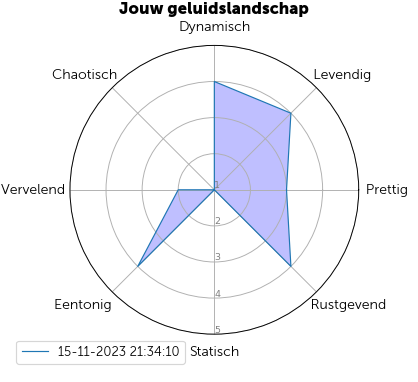 Jouw geluidslandschap
Dynamisch
Chaotisch
Levendig
Vervelend
1
Prettig
2
3
4
Eentonig
Rustgevend
5
15-11-2023 21:34:10
Statisch